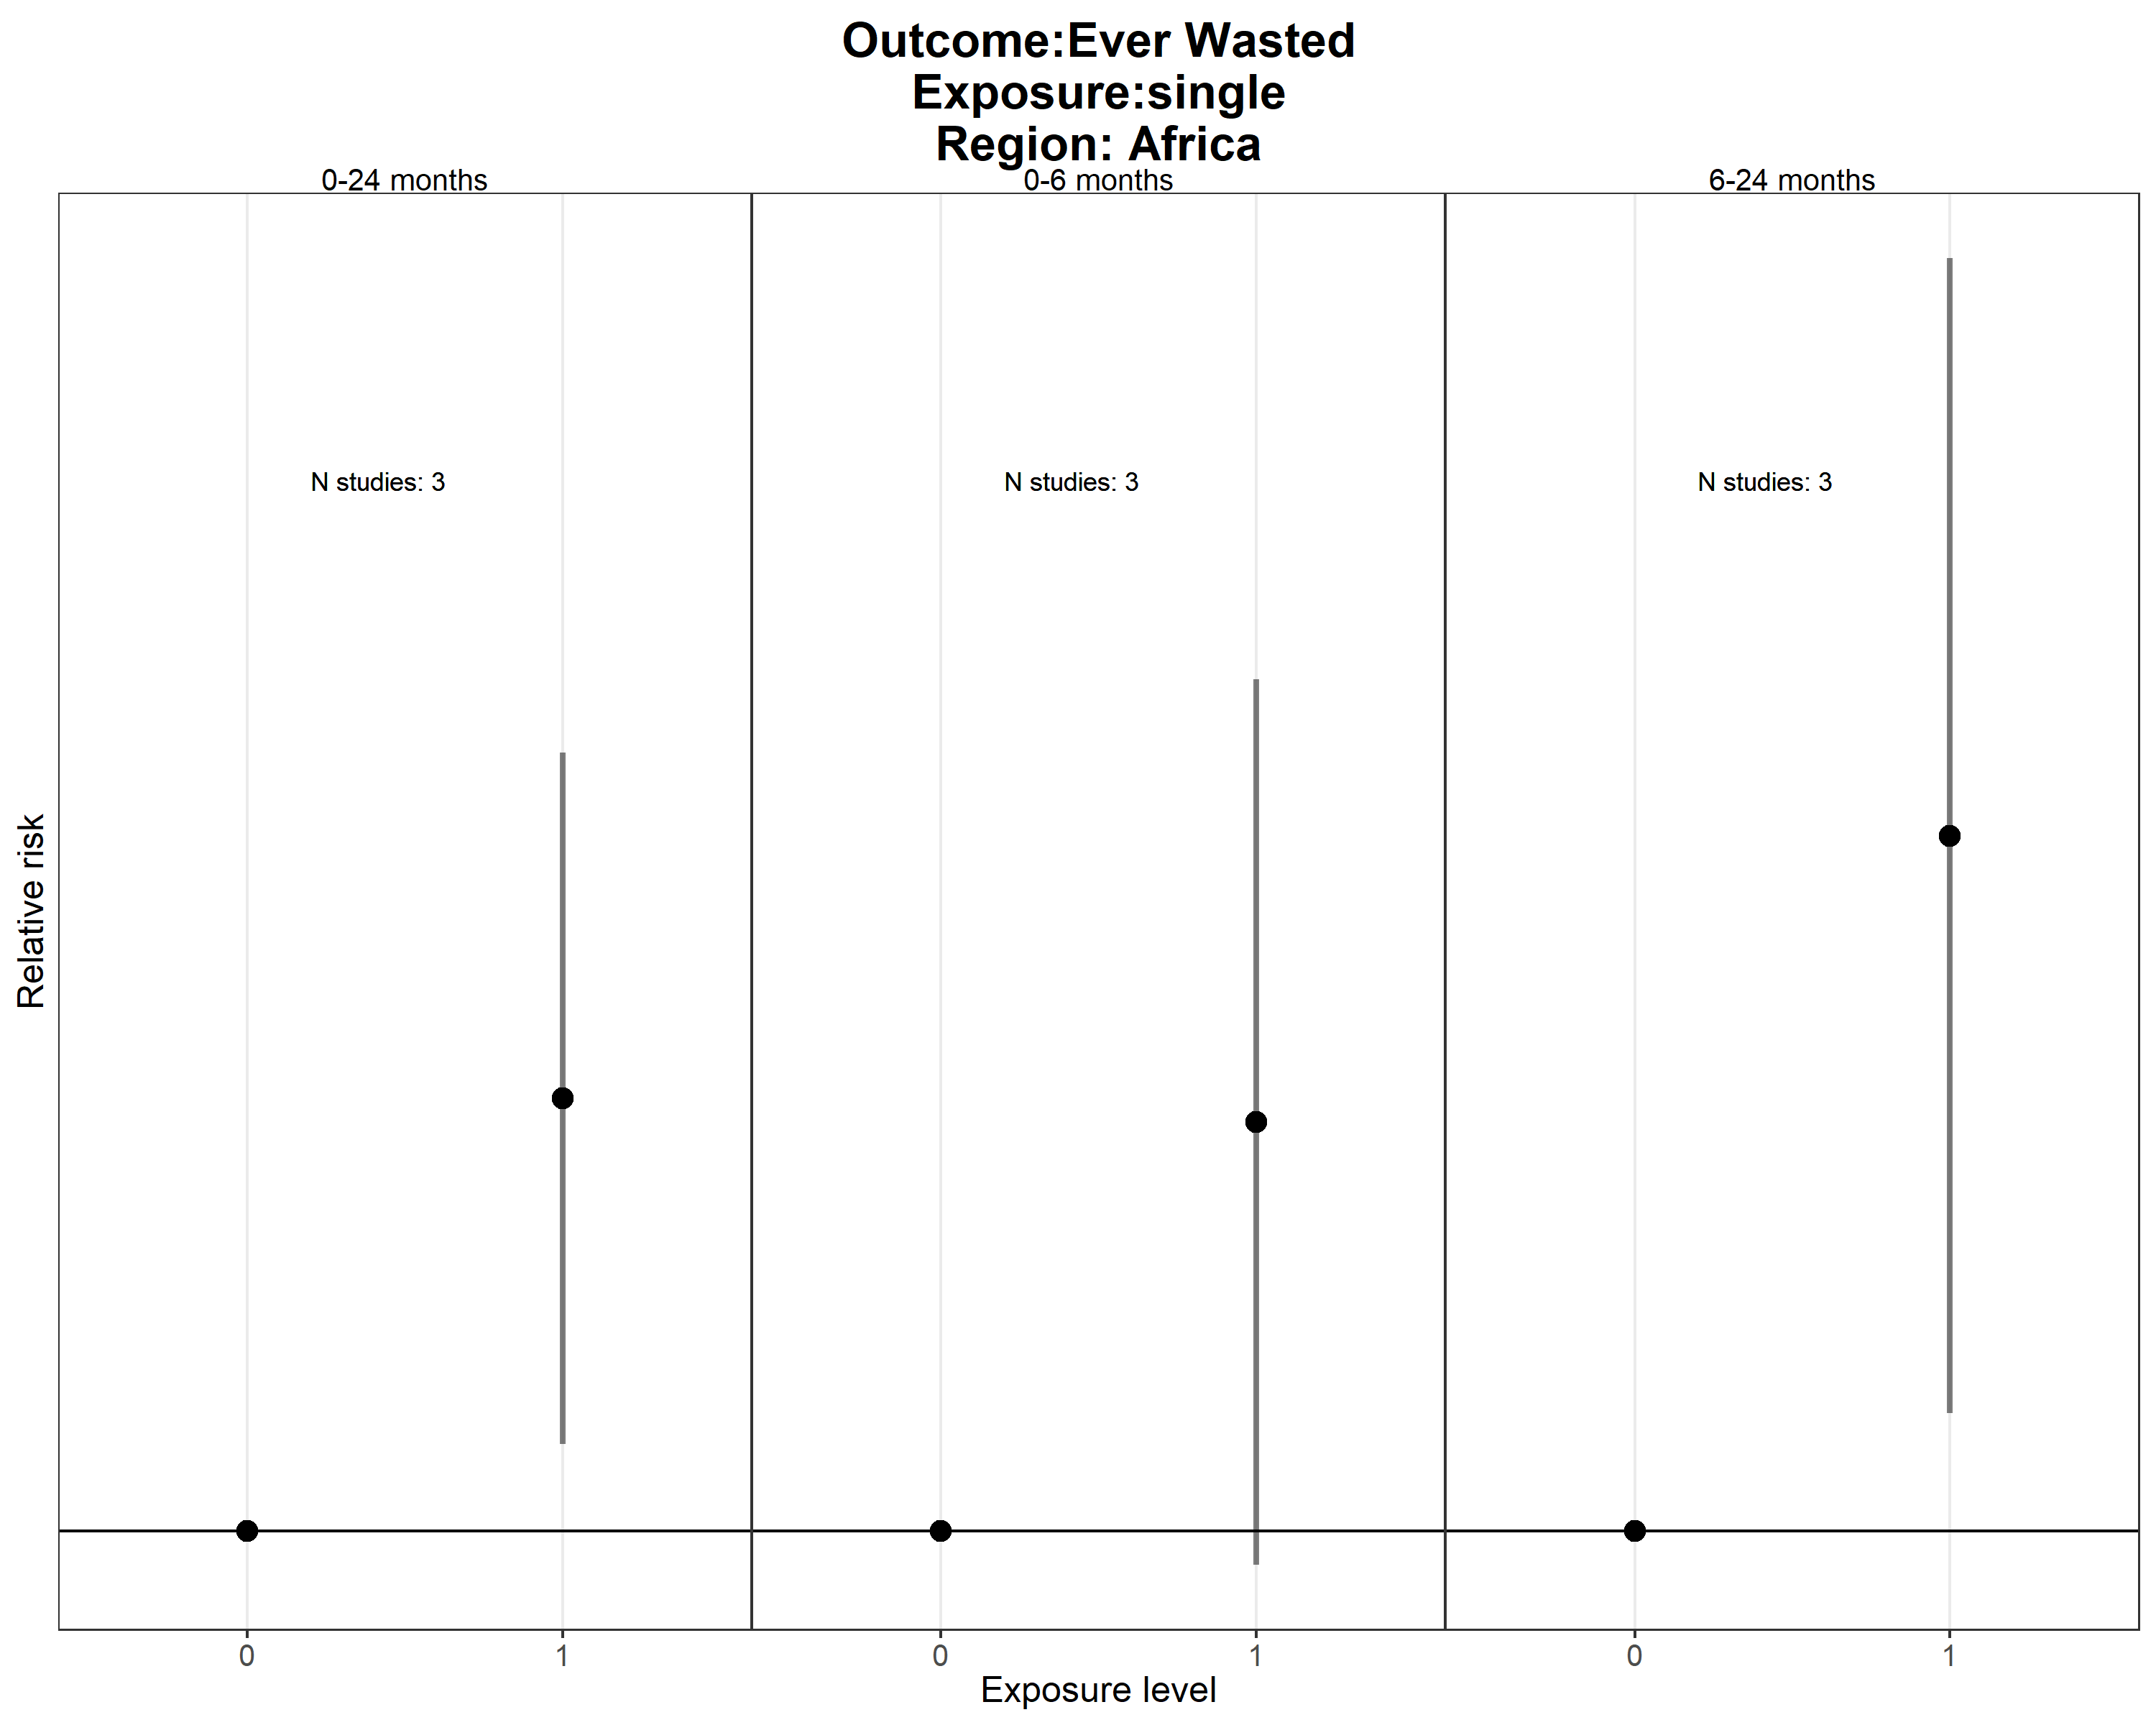 Outcome:Ever Wasted
Exposure:single
Region: Africa
0-24 months
0-6 months
6-24 months
N studies: 3
N studies: 3
N studies: 3
Relative risk
0
1
0
1
0
1
Exposure level